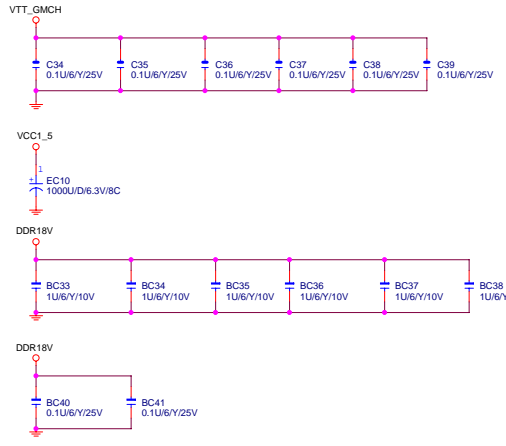 VTT_GMCH
C34 C35 C36 C37 C38 C39
0.1U/6/Y/25V 0.1U/6/Y/25V 0.1U/6/Y/25V 0.1U/6/Y/25V 0.1U/6/Y/25V 0.1U/6/Y/25V
VCC1_5
1
+ EC10
1000U/D/6.3V/8C
DDR18V
BC33 BC34 BC35 BC36 BC37 BC38
1U/6/Y/10V 1U/6/Y/10V 1U/6/Y/10V 1U/6/Y/10V 1U/6/Y/10V 1U/6/Y
DDR18V
BC40 BC41
0.1U/6/Y/25V 0.1U/6/Y/25V